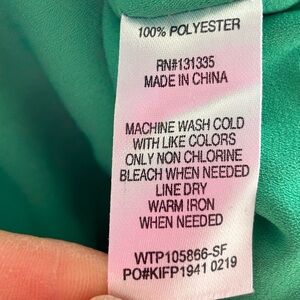 100% POLYESTER
RN#131335
MADE IN CHINA
MACHINE WASH COLD
WITH LIKE COLORS
ONLY NON CHLORINE
BLEACH WHEN NEEDED
LINE DRY
WARM IRON
WHEN NEEDED
WTP105866-SF
PO#KIFP1941 0219